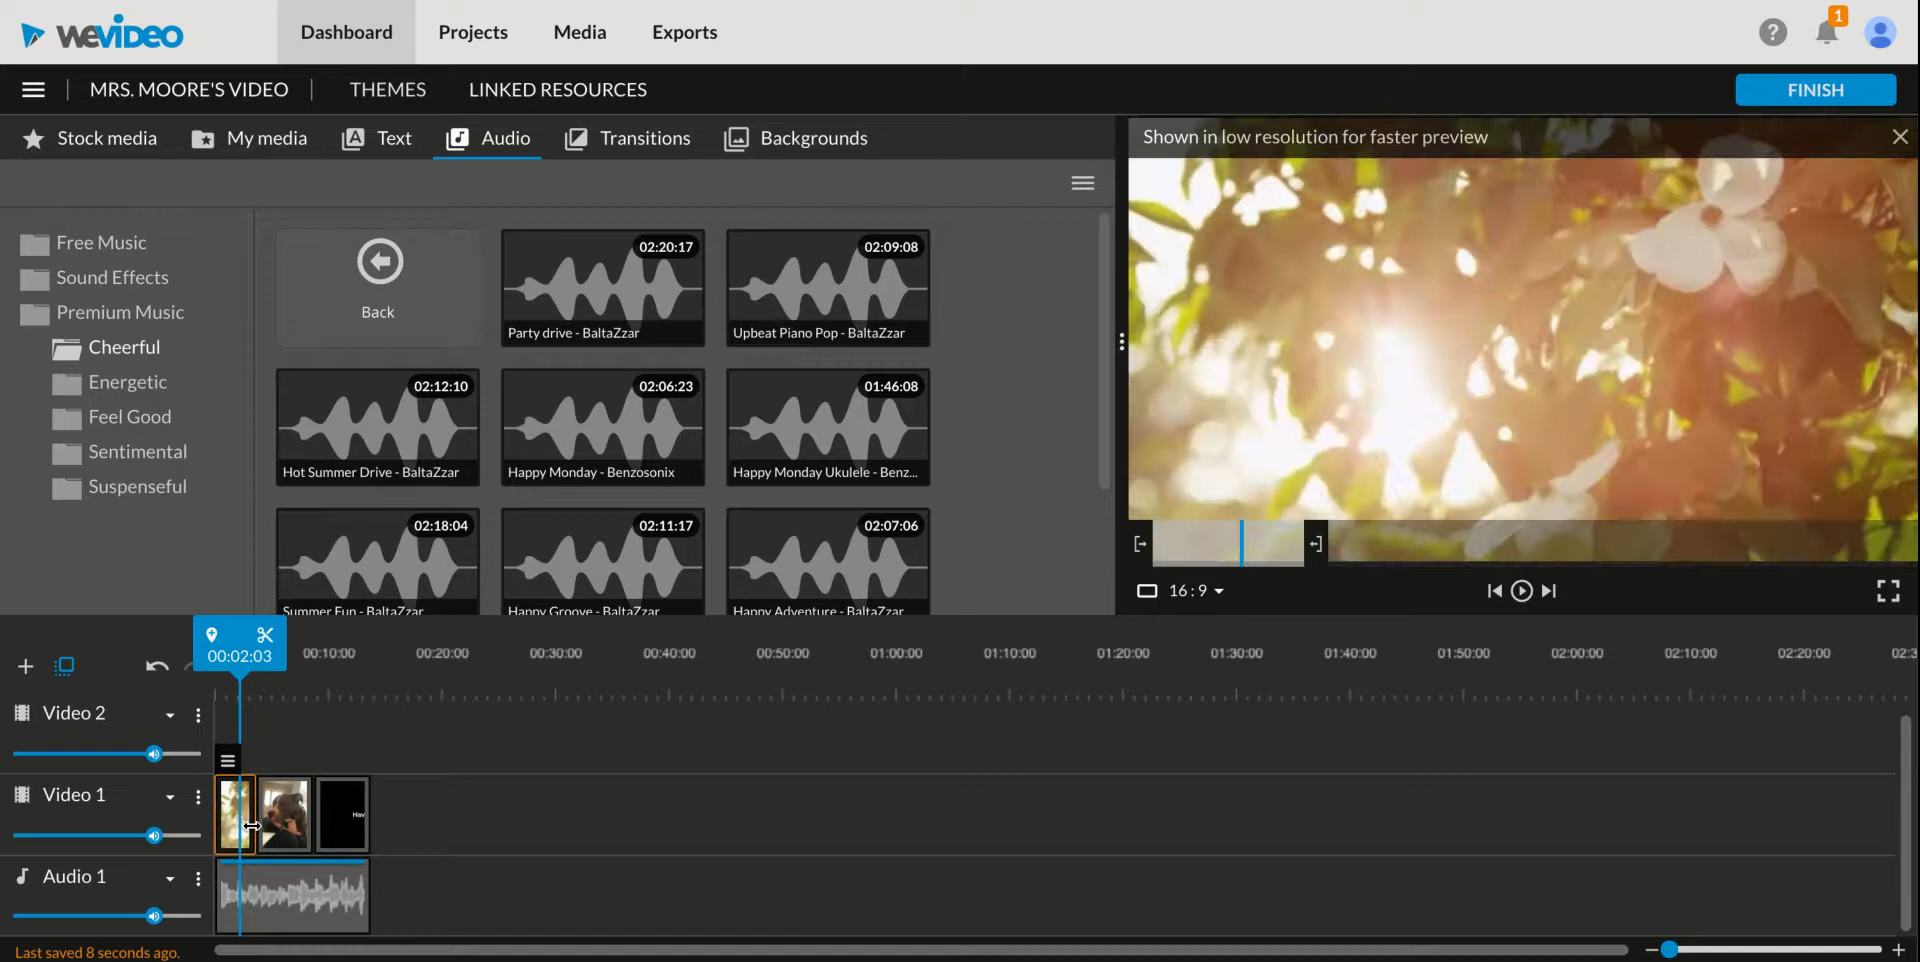 WEVIDEO
Dashboard
Projects
Media
Exports
?
1
MRS. MOORE'S VIDEO
THEMES
LINKED RESOURCES
FINISH
Stock media
My media
A Text
Audio
Transitions
Backgrounds
Shown in low resolution for faster preview
Free Music
Sound Effects
Premium Music
Cheerful
Energetic
Feel Good
Sentimental
Suspenseful
Back
02:20:17
Party drive - BaltaZzar
02:09:08
Upbeat Piano Pop - BaltaZzar
02:12:10
Hot Summer Drive - BaltaZzar
02:06:23
Happy Monday - Benzosonix
01:46:08
Happy Monday Ukulele - Benz...
02:18:04
Summer Fun - BaltaZzar
02:11:17
Happy Groove - BaltaZzar
02:07:06
Happy Adventure - BaltaZzar
16 : 9
00:02:03
00:10:00
00:20:00
00:30:00
00:40:00
00:50:00
01:00:00
01:10:00
01:20:00
01:30:00
01:40:00
01:50:00
02:00:00
02:10:00
02:20:00
02:3
Video 2
Video 1
Hav
Audio 1
Last saved 8 seconds ago.